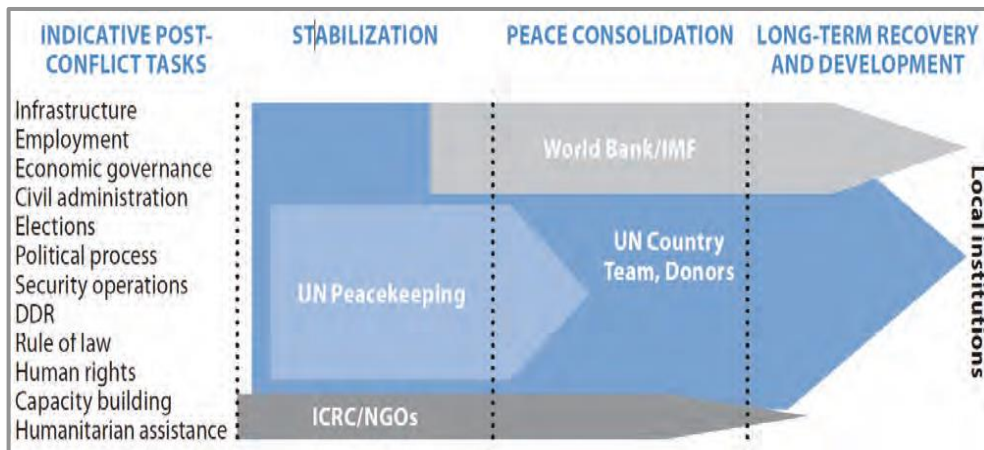 INDICATIVE POST-
CONFLICT TASKS
STABILIZATION
PEACE CONSOLIDATION
LONG-TERM RECOVERY
AND DEVELOPMENT
Infrastructure
Employment
Economic governance
Civil administration
Elections
Political process
Security operations
DDR
Rule of law
Human rights
Capacity building
Humanitarian assistance
World Bank/IMF
UN Country
Team, Donors
UN Peacekeeping
ICRC/NGOs
Local institutions